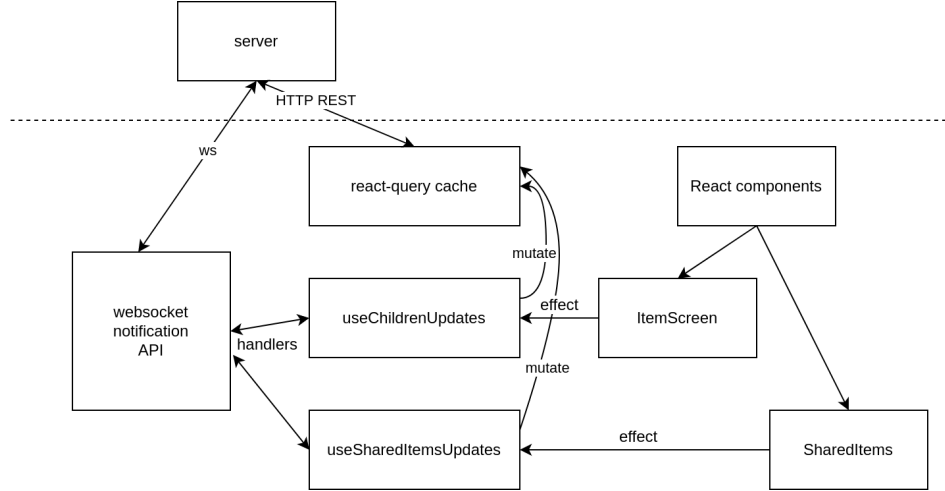 server
HTTP REST
ws
react-query cache
React components
mutate
websocket
notification
API
useChildrenUpdates
effect
ItemScreen
handlers
mutate
useSharedItemsUpdates
effect
SharedItems